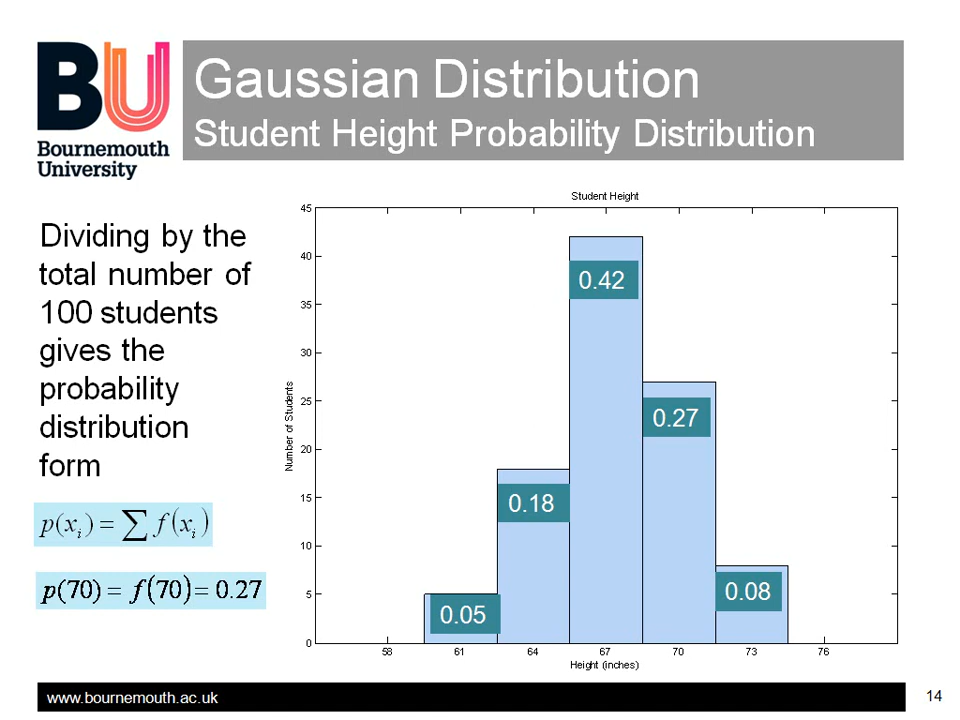 BU
Bournemouth
University
Gaussian Distribution
Student Height Probability Distribution
Dividing by the
total number of
100 students
gives the
probability
distribution
form
p(xᵢ) = ∑ f(xᵢ)
p(70) = f(70) = 0.27
Student Height
45
40
35
30
25
20
15
10
5
0
Number of Students
0.42
0.27
0.18
0.08
0.05
58 61 64 67 70 73 76
Height (inches)
www.bournemouth.ac.uk
14